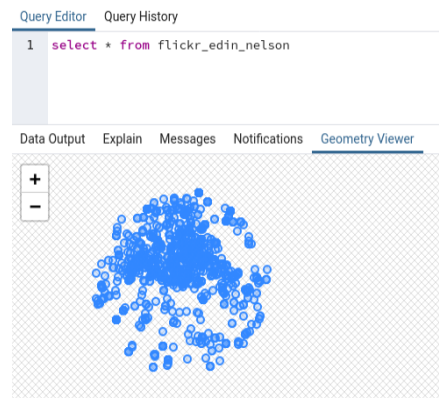 Query Editor Query History
1 select * from flickr_edin_nelson
Data Output Explain Messages Notifications Geometry Viewer
+
−